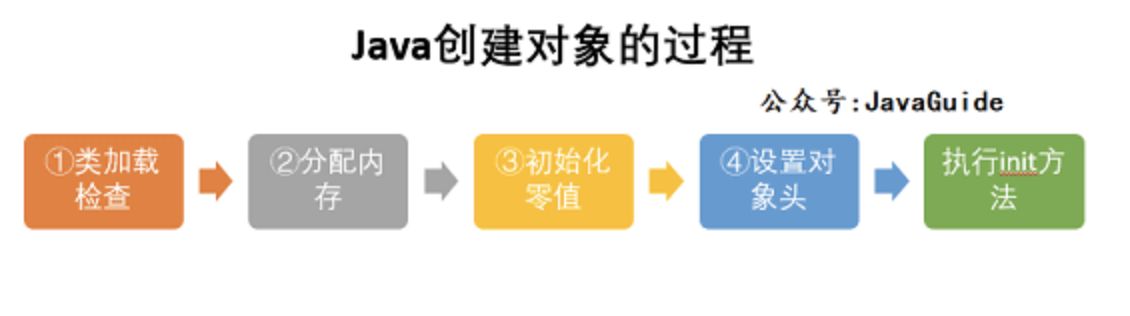 Java创建对象的过程
公众号:JavaGuide
①类加载
检查
②分配内
存
③初始化
零值
④设置对
象头
执行init方
法